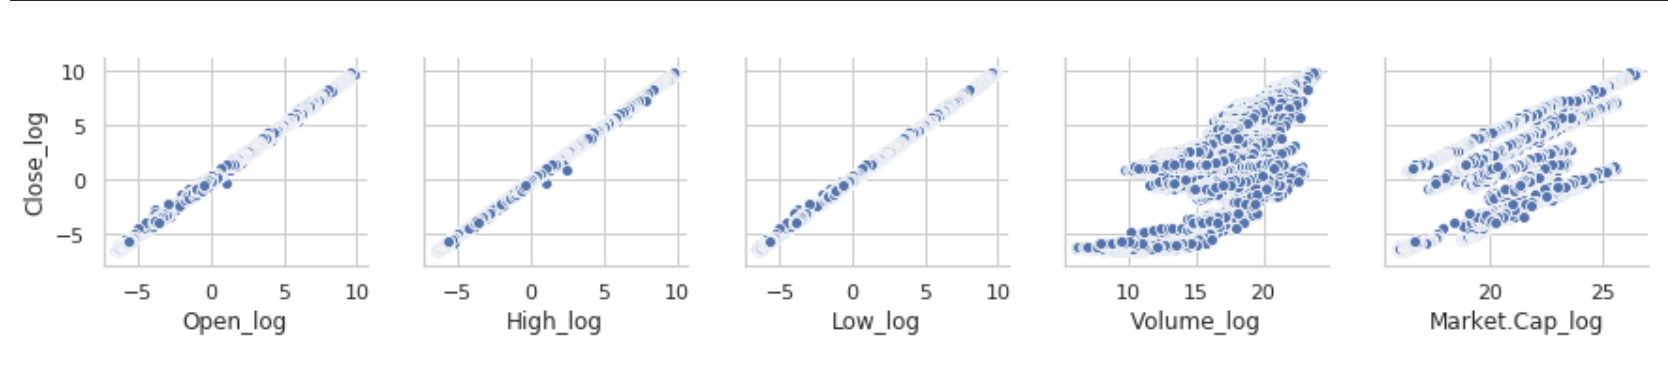 Close_log
10
5
0
−5
−5 0 5 10
Open_log
−5 0 5 10
High_log
−5 0 5 10
Low_log
10 15 20
Volume_log
20 25
Market.Cap_log